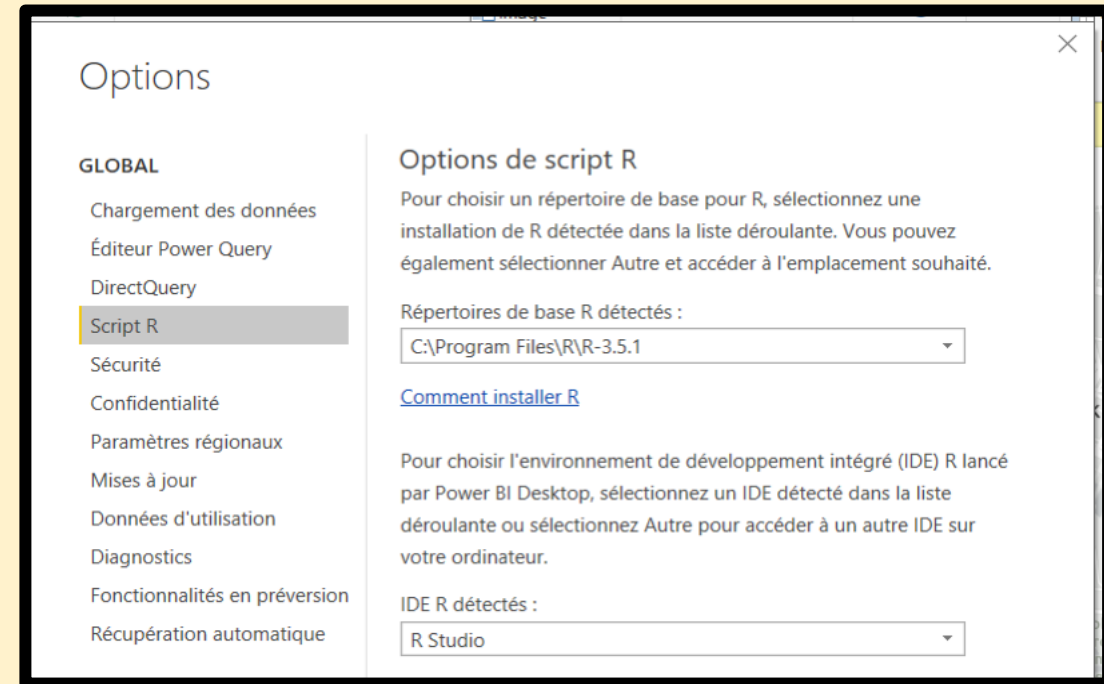 Image
Options
GLOBAL
Chargement des données
Éditeur Power Query
DirectQuery
Script R
Sécurité
Confidentialité
Paramètres régionaux
Mises à jour
Données d'utilisation
Diagnostics
Fonctionnalités en préversion
Récupération automatique
Options de script R
Pour choisir un répertoire de base pour R, sélectionnez une
installation de R détectée dans la liste déroulante. Vous pouvez
également sélectionner Autre et accéder à l'emplacement souhaité.
Répertoires de base R détectés :
C:\Program Files\R\R-3.5.1
Comment installer R
Pour choisir l'environnement de développement intégré (IDE) R lancé
par Power BI Desktop, sélectionnez un IDE détecté dans la liste
déroulante ou sélectionnez Autre pour accéder à un autre IDE sur
votre ordinateur.
IDE R détectés :
R Studio